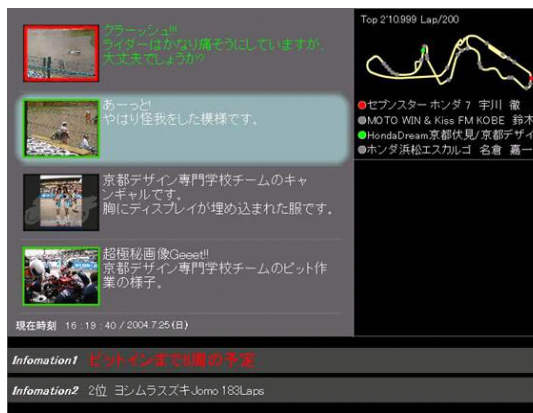 クラーッシュ!!!
ライダーはかなり痛そうにしていますが、
大丈夫でしょうか?
あーっと!
やはり怪我をした模様です。
京都デザイン専門学校チームのキャ
ンギャルです。
胸にディスプレイが埋め込まれた服です。
超極秘画像Geeet!!
京都デザイン専門学校チームのピット作
業の様子。
現在時刻 16:19:40 / 2004.7.25(日)
Top 2'10.999 Lap/200
セブンスター ホンダ 7 宇川 徹
MOTO WIN & Kiss FM KOBE 鈴木
HondaDream京都伏見/京都デザイ
ホンダ浜松エスカルゴ 名倉 嘉一
Infomation1 ピットインまで8周の予定
Infomation2 2位 ヨシムラスズキJomo 183Laps